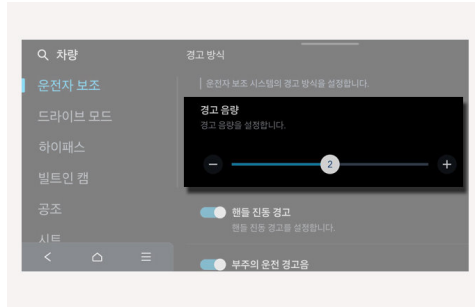 차량
경고 방식
운전자 보조
운전자 보조 시스템의 경고 방식을 설정합니다.
드라이브 모드
경고 음량
경고 음량을 설정합니다.
하이패스
2
빌트인 캠
공조
핸들 진동 경고
핸들 진동 경고를 설정합니다.
시트
부주의 운전 경고음